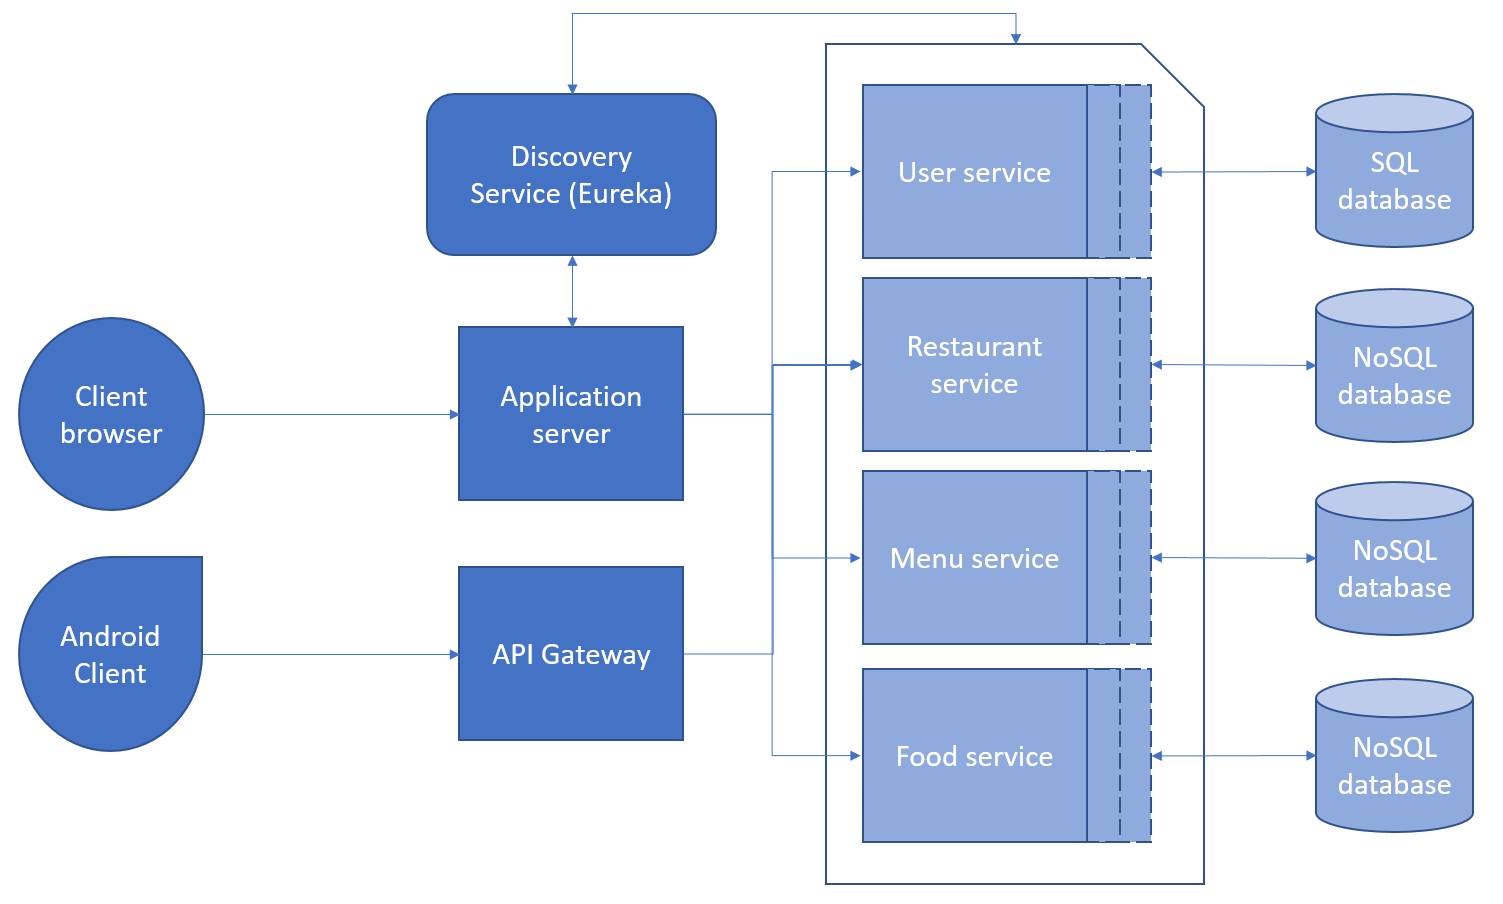 Discovery
Service (Eureka)
Client
browser
Application
server
Android
Client
API Gateway
User service
Restaurant
service
Menu service
Food service
SQL
database
NoSQL
database
NoSQL
database
NoSQL
database